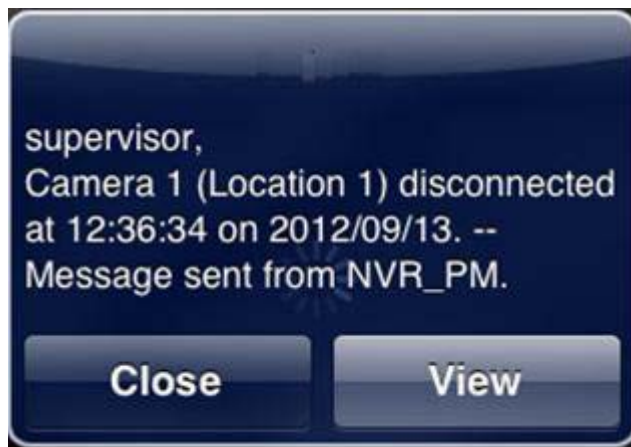 supervisor,
Camera 1 (Location 1) disconnected
at 12:36:34 on 2012/09/13. --
Message sent from NVR_PM.
Close
View